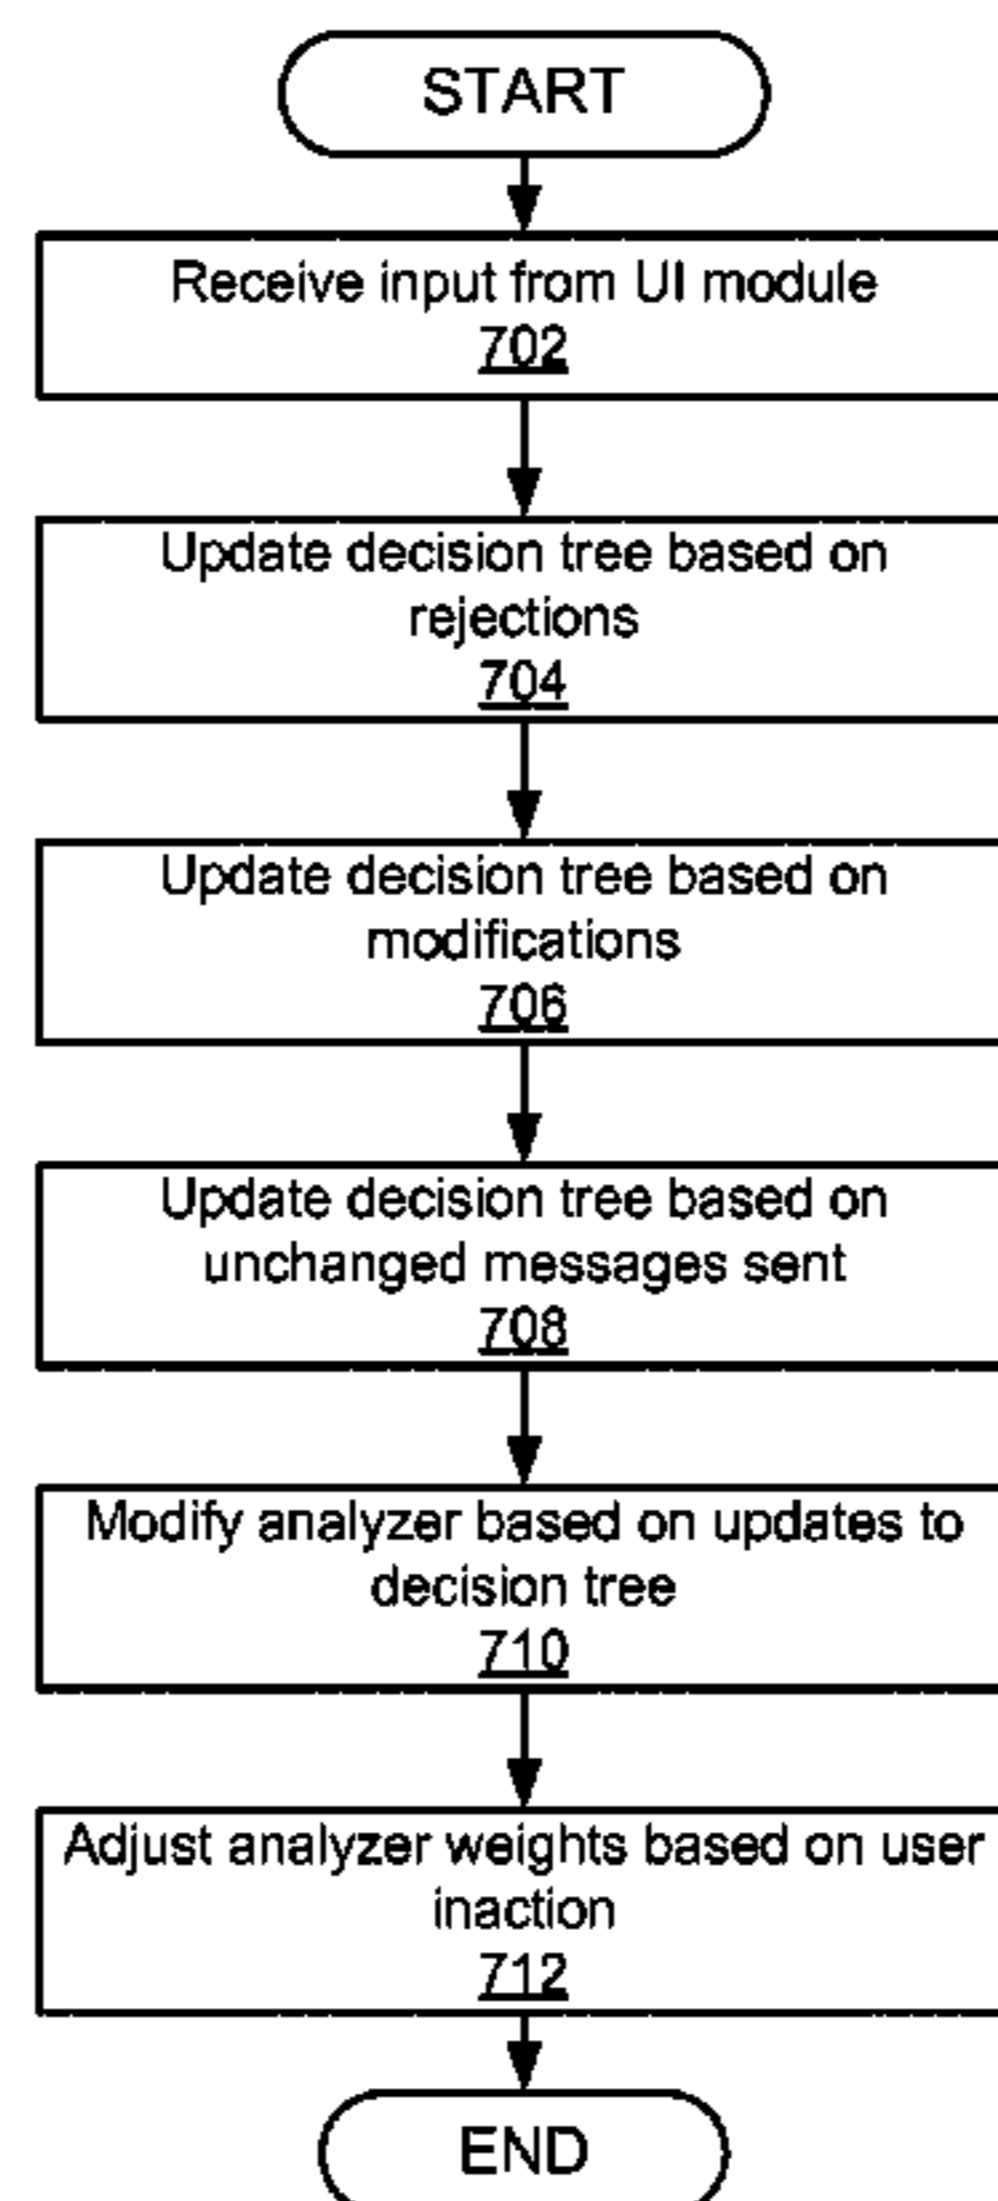 START
Receive input from UI module
702
Update decision tree based on
rejections
704
Update decision tree based on
modifications
706
Update decision tree based on
unchanged messages sent
708
Modify analyzer based on updates to
decision tree
710
Adjust analyzer weights based on user
inaction
712
END